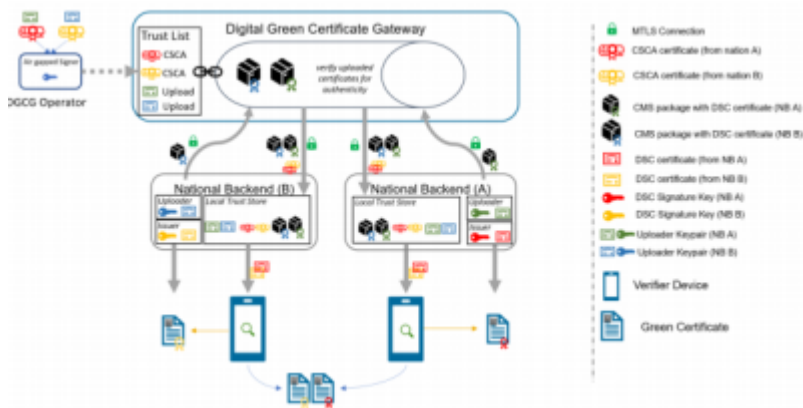 Digital Green Certificate Gateway
Trust List
CSCA
CSCA
Upload
Upload
verify uploaded
certificates for
authenticity
Air gapped Signer
DGCG Operator
National Backend (B)
Uploader
Issuer
Local Trust Store
National Backend (A)
Local Trust Store
Uploader
Issuer
MTLS Connection
CSCA certificate (from nation A)
CSCA certificate (from nation B)
CMS package with DSC certificate (NB A)
CMS package with DSC certificate (NB B)
DSC certificate (from NB A)
DSC certificate (from NB B)
DSC Signature Key (NB A)
DSC Signature Key (NB B)
Uploader Keypair (NB A)
Uploader Keypair (NB B)
Verifier Device
Green Certificate